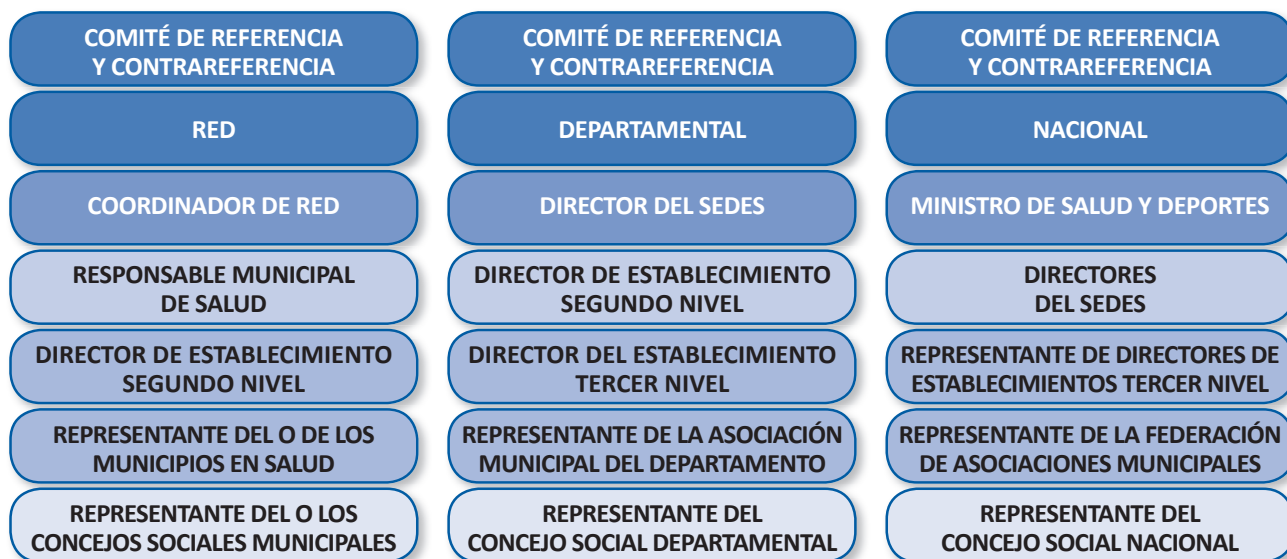 COMITÉ DE REFERENCIA
Y CONTRAREFERENCIA
RED
COORDINADOR DE RED
RESPONSABLE MUNICIPAL
DE SALUD
DIRECTOR DE ESTABLECIMIENTO
SEGUNDO NIVEL
REPRESENTANTE DEL O DE LOS
MUNICIPIOS EN SALUD
REPRESENTANTE DEL O LOS
CONCEJOS SOCIALES MUNICIPALES
COMITÉ DE REFERENCIA
Y CONTRAREFERENCIA
DEPARTAMENTAL
DIRECTOR DEL SEDES
DIRECTOR DE ESTABLECIMIENTO
SEGUNDO NIVEL
DIRECTOR DEL ESTABLECIMIENTO
TERCER NIVEL
REPRESENTANTE DE LA ASOCIACIÓN
MUNICIPAL DEL DEPARTAMENTO
REPRESENTANTE DEL
CONCEJO SOCIAL DEPARTAMENTAL
COMITÉ DE REFERENCIA
Y CONTRAREFERENCIA
NACIONAL
MINISTRO DE SALUD Y DEPORTES
DIRECTORES
DEL SEDES
REPRESENTANTE DE DIRECTORES DE
ESTABLECIMIENTOS TERCER NIVEL
REPRESENTANTE DE LA FEDERACIÓN
DE ASOCIACIONES MUNICIPALES
REPRESENTANTE DEL
CONCEJO SOCIAL NACIONAL